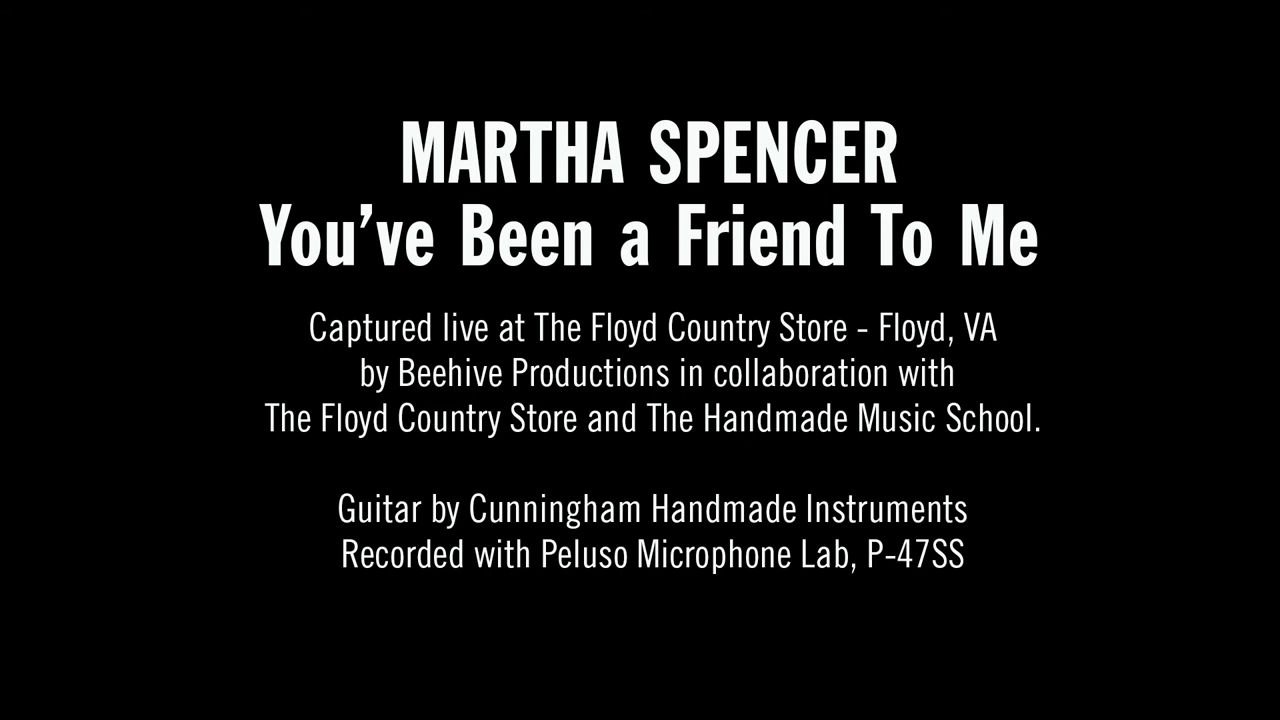 MARTHA SPENCER
You’ve Been a Friend To Me
Captured live at The Floyd Country Store - Floyd, VA
by Beehive Productions in collaboration with
The Floyd Country Store and The Handmade Music School.
Guitar by Cunningham Handmade Instruments
Recorded with Peluso Microphone Lab, P-47SS